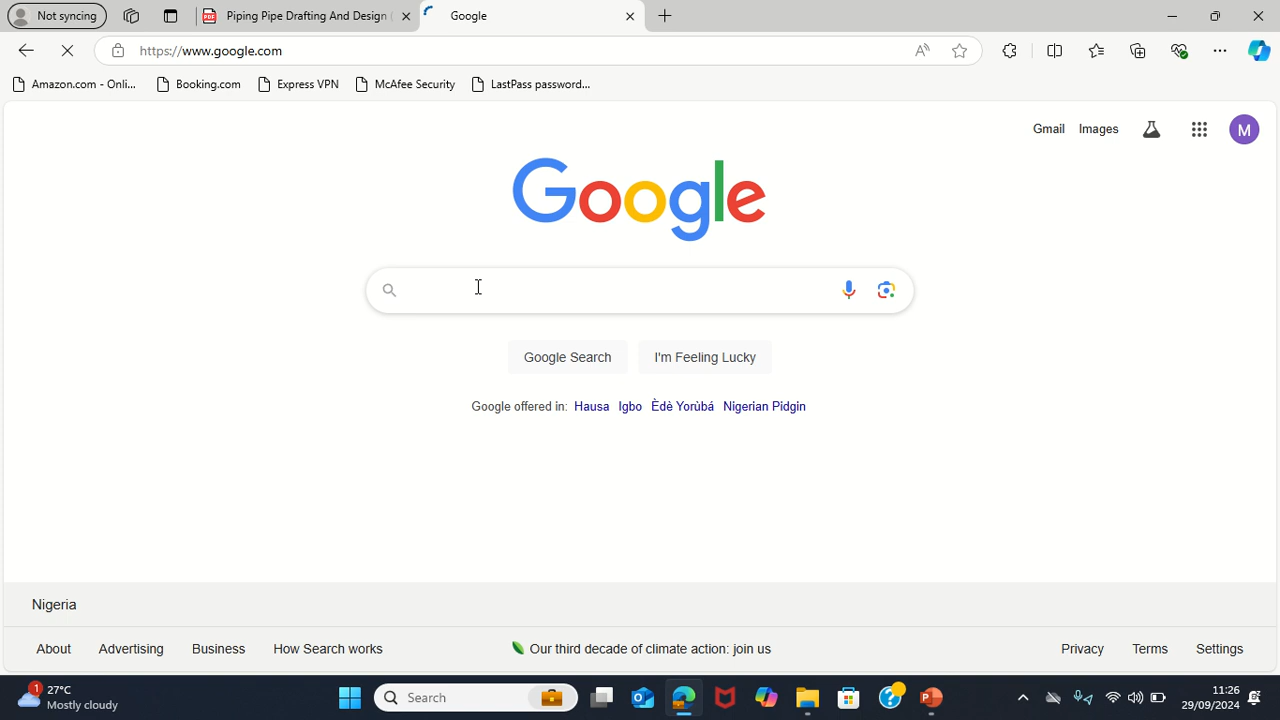 Not syncing
Piping Pipe Drafting And Design
Google
https://www.google.com
Amazon.com - Onli...
Booking.com
Express VPN
McAfee Security
LastPass password...
Gmail
Images
M
Google
Google Search
I'm Feeling Lucky
Google offered in: Hausa Igbo Èdè Yorùbá Nigerian Pidgin
Nigeria
About
Advertising
Business
How Search works
Our third decade of climate action: join us
Privacy
Terms
Settings
1
27°C
Mostly cloudy
Search
11:26
29/09/2024